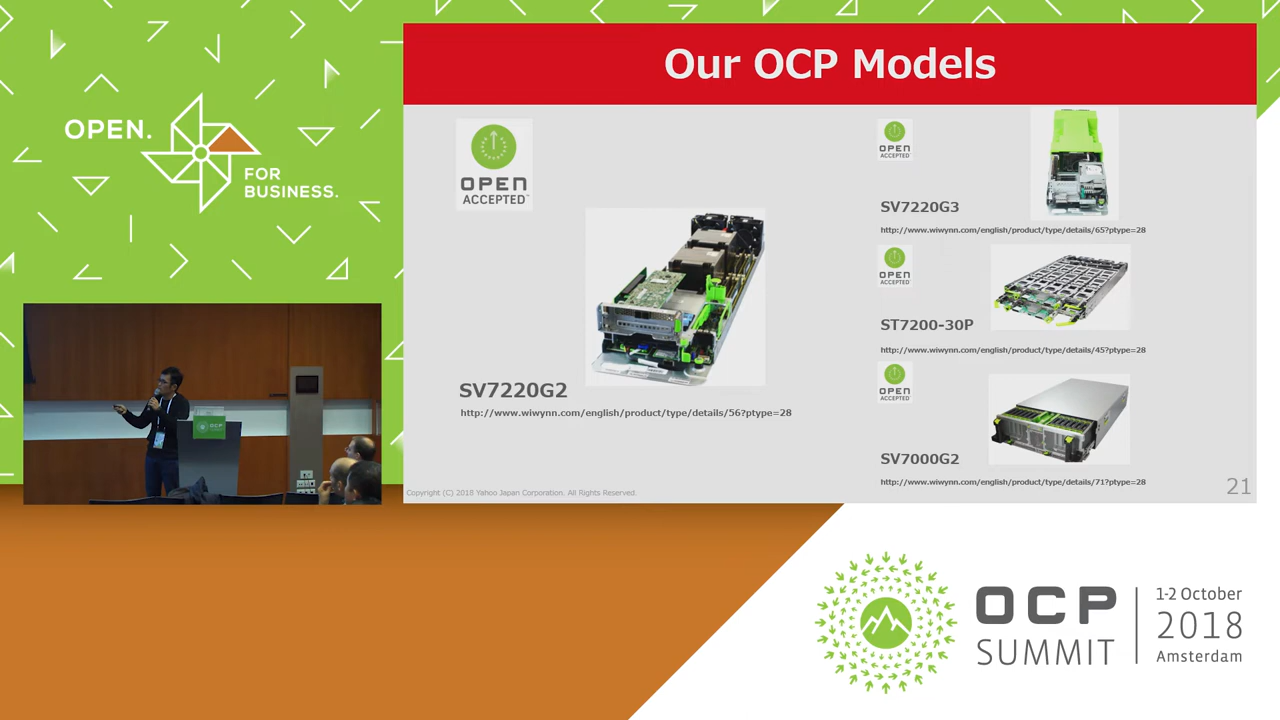 OPEN.
FOR
BUSINESS.
Our OCP Models
OPEN
ACCEPTED™
SV7220G2
http://www.wiwynn.com/english/product/type/details/56?ptype=28
OPEN
ACCEPTED
SV7220G3
http://www.wiwynn.com/english/product/type/details/65?ptype=28
OPEN
ACCEPTED
ST7200-30P
http://www.wiwynn.com/english/product/type/details/45?ptype=28
OPEN
ACCEPTED
SV7000G2
http://www.wiwynn.com/english/product/type/details/71?ptype=28
Copyright (C) 2018 Yahoo Japan Corporation. All Rights Reserved.
21
OCP
SUMMIT
OCP
SUMMIT
1-2 October
2018
Amsterdam